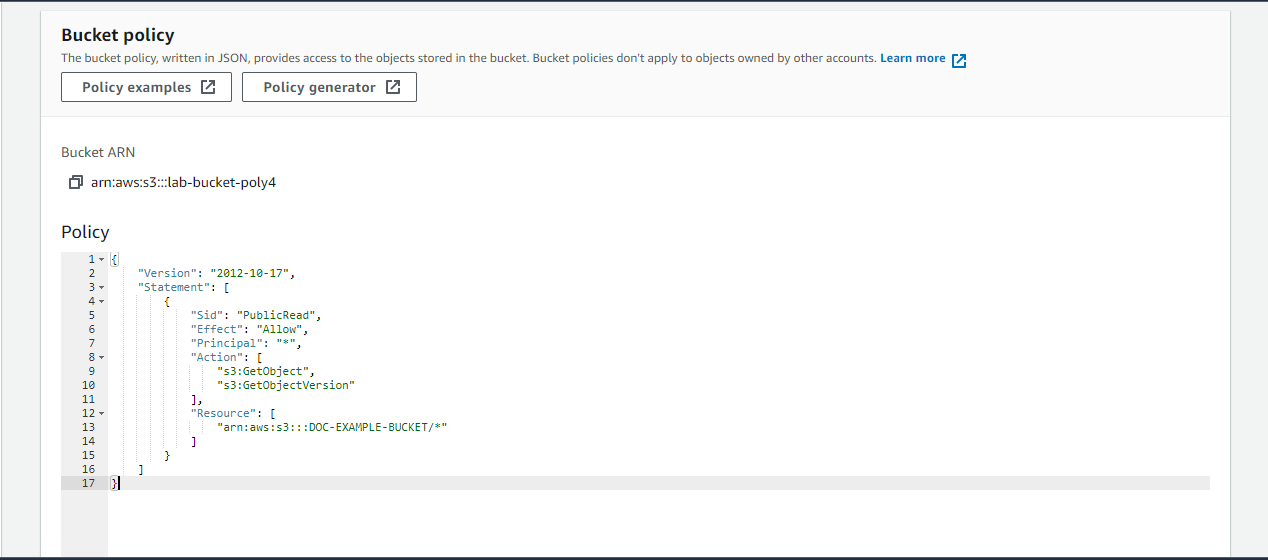 Bucket policy
The bucket policy, written in JSON, provides access to the objects stored in the bucket. Bucket policies don't apply to objects owned by other accounts. Learn more
Policy examples Policy generator
Bucket ARN
arn:aws:s3:::lab-bucket-poly4
Policy
1 {
2 "Version": "2012-10-17",
3 "Statement": [
4 {
5 "Sid": "PublicRead",
6 "Effect": "Allow",
7 "Principal": "*",
8 "Action": [
9 "s3:GetObject",
10 "s3:GetObjectVersion"
11 ],
12 "Resource": [
13 "arn:aws:s3:::DOC-EXAMPLE-BUCKET/*"
14 ]
15 }
16 ]
17 }